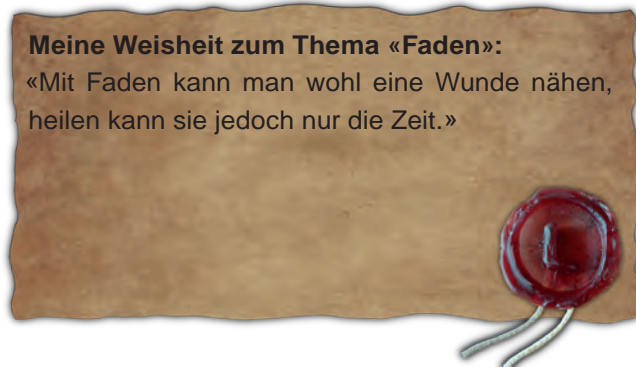 Meine Weisheit zum Thema «Faden»:
«Mit Faden kann man wohl eine Wunde nähen,
heilen kann sie jedoch nur die Zeit.»